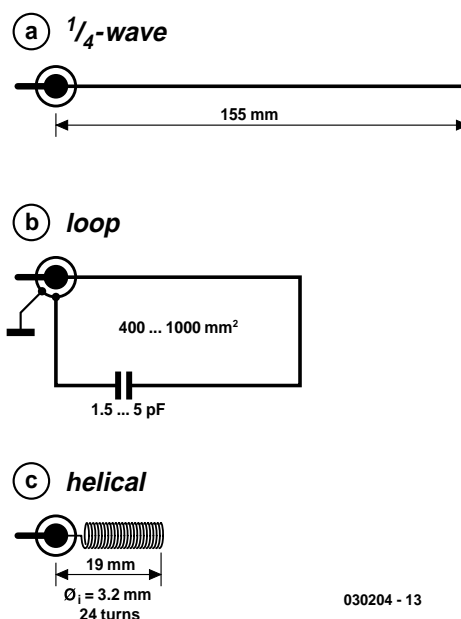 a 1/4-wave
155 mm
b loop
400 ... 1000 mm²
1.5 ... 5 pF
c helical
19 mm
Øi = 3.2 mm
24 turns
030204 - 13